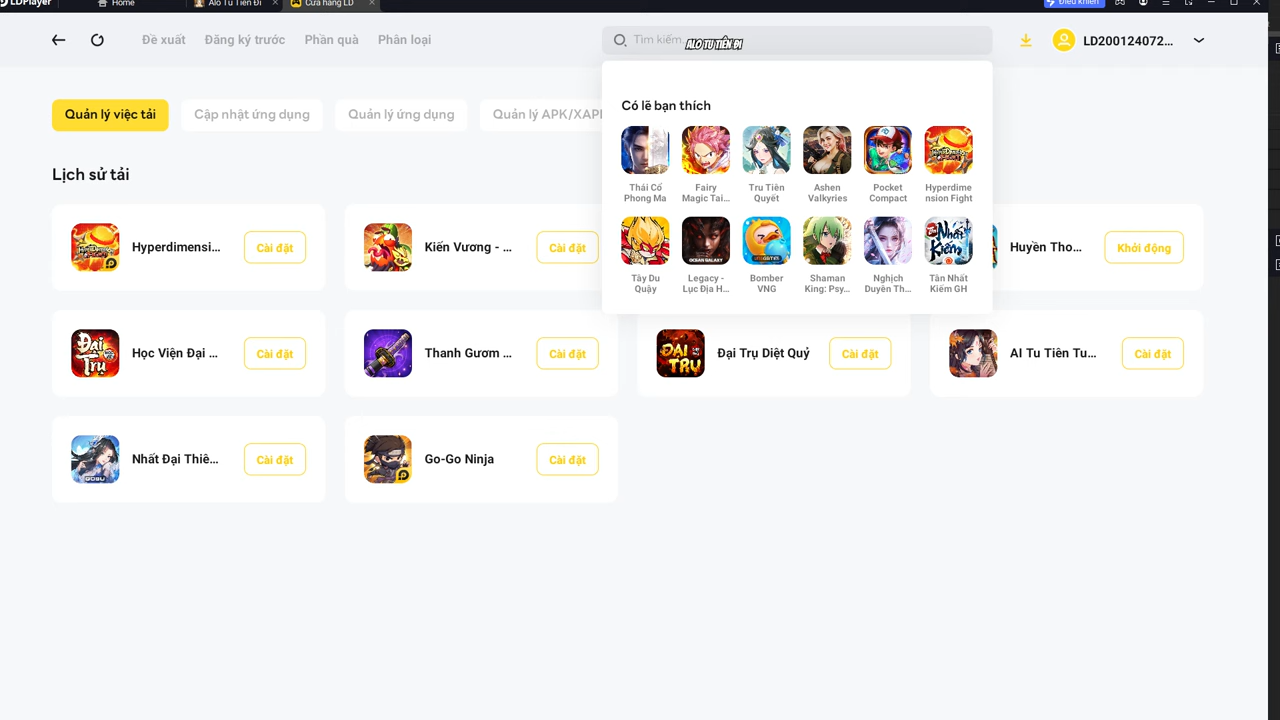 LDPlayer
Home
Alo Tu Tiên Đi
Cửa hàng LD
Điều khiển
Đề xuất
Đăng ký trước
Phần quà
Phân loại
Tìm kiếm...
ALO TU TIÊN ĐI
LD200124072...
Quản lý việc tải
Cập nhật ứng dụng
Quản lý ứng dụng
Quản lý APK/XAPK
Có lẽ bạn thích
Thái Cổ
Phong Ma
Fairy
Magic Tai...
Tru Tiên
Quyết
Ashen
Valkyries
Pocket
Compact
Hyperdime
nsion Fight
Tây Du
Quậy
Legacy -
Lục Địa H...
Bomber
VNG
Shaman
King: Psy...
Nghịch
Duyên Th...
Tân Nhất
Kiếm GH
Lịch sử tải
Hyperdimensi...
Cài đặt
Kiến Vương - ...
Cài đặt
Huyền Tho...
Khởi động
Học Viện Đại ...
Cài đặt
Thanh Gươm ...
Cài đặt
Đại Trụ Diệt Quỷ
Cài đặt
AI Tu Tiên Tu...
Cài đặt
Nhất Đại Thiê...
Cài đặt
Go-Go Ninja
Cài đặt